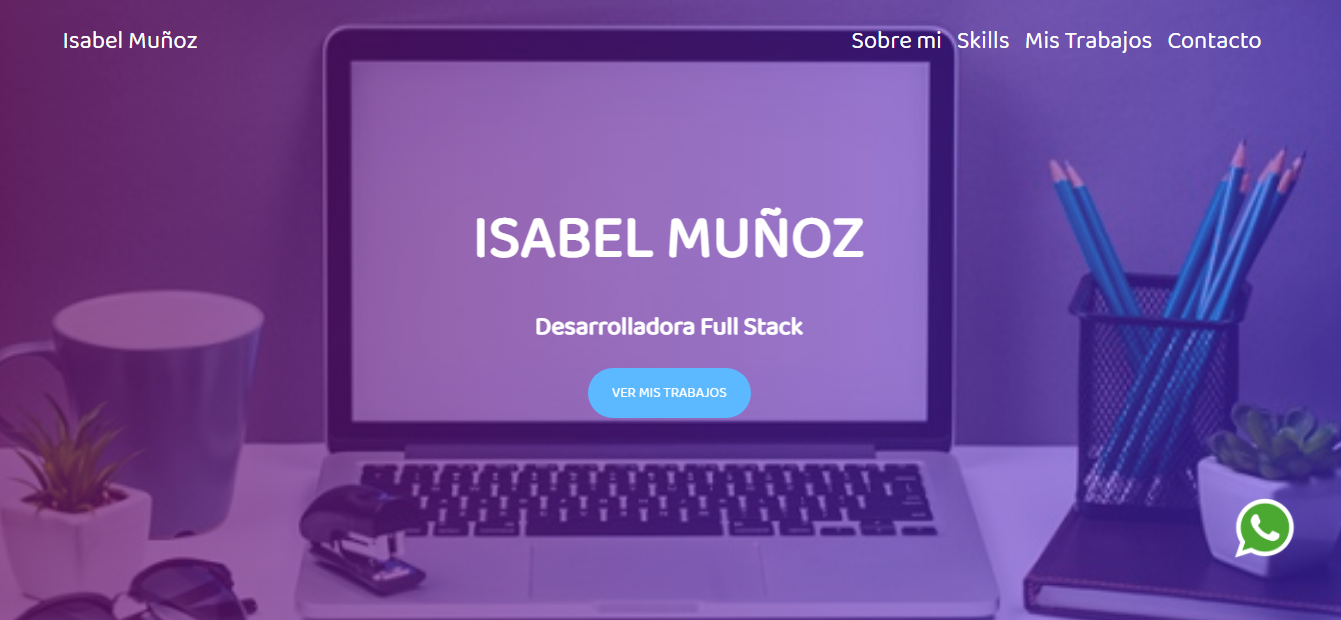 Isabel Muñoz
Sobre mi Skills Mis Trabajos Contacto
ISABEL MUÑOZ
Desarrolladora Full Stack
VER MIS TRABAJOS